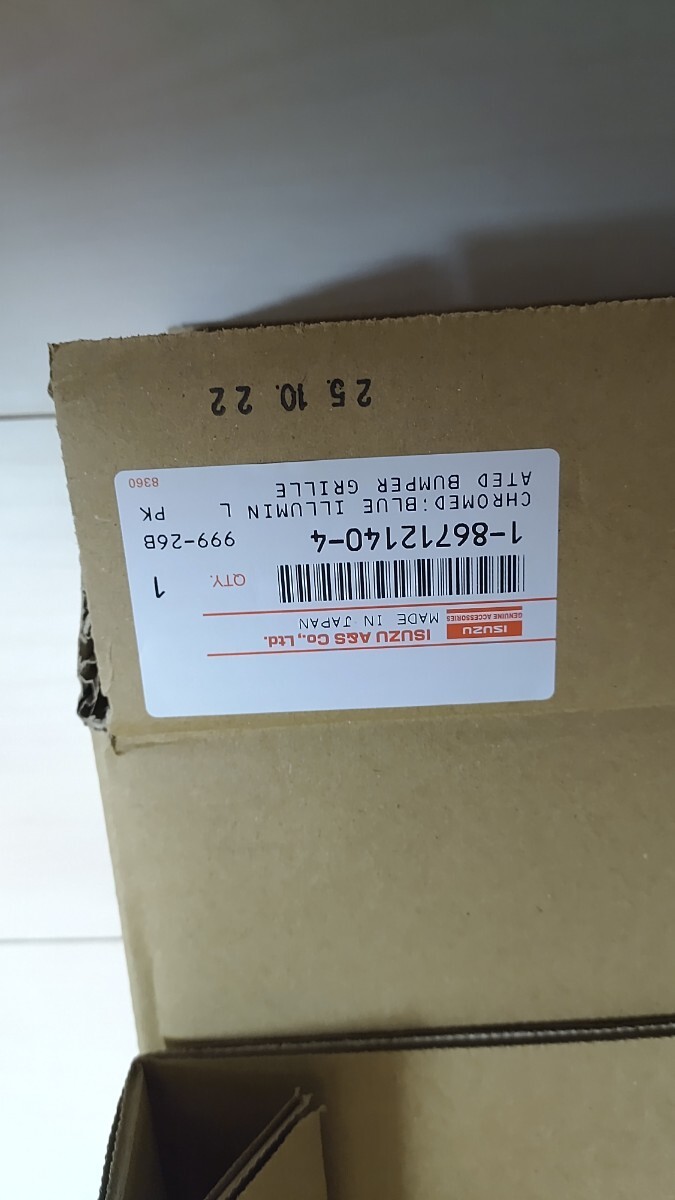 ISUZU
GENUINE ACCESSORIES
ISUZU A&S Co.,Ltd.
MADE IN JAPAN
QTY. 1
1-86712140-4 999-26B
CHROMED;BLUE ILLUMIN L PK
ATED BUMPER GRILLE
8360
25.10.22